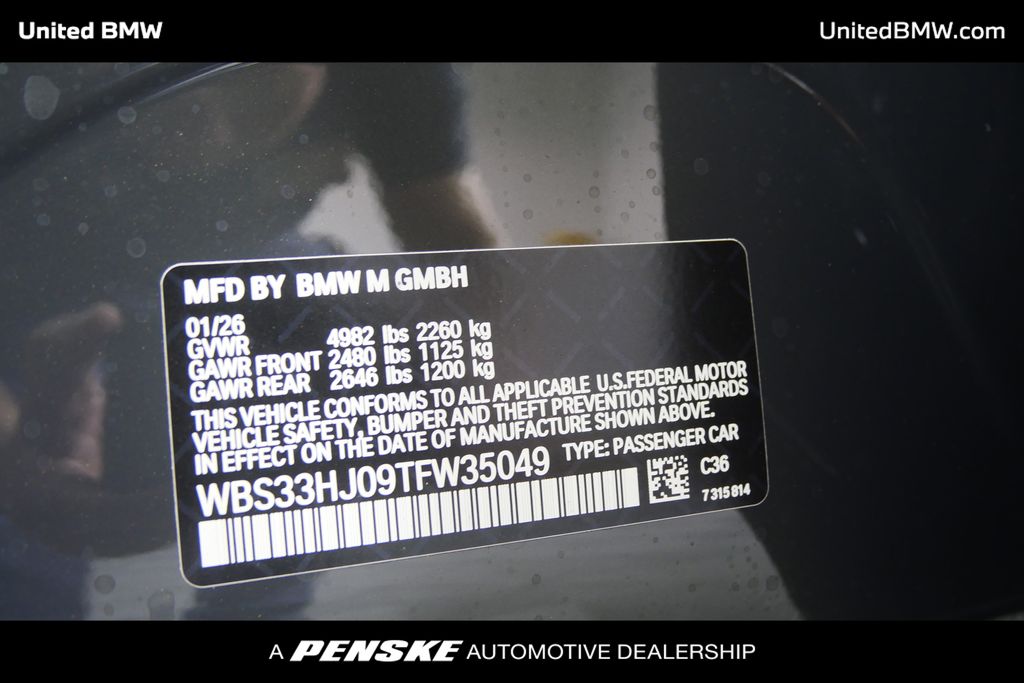 United BMW
UnitedBMW.com
MFD BY BMW M GMBH
01/26
GVWR 4982 lbs 2260 kg
GAWR FRONT 2480 lbs 1125 kg
GAWR REAR 2646 lbs 1200 kg
THIS VEHICLE CONFORMS TO ALL APPLICABLE U.S.FEDERAL MOTOR
VEHICLE SAFETY, BUMPER AND THEFT PREVENTION STANDARDS
IN EFFECT ON THE DATE OF MANUFACTURE SHOWN ABOVE.
WBS33HJ09TFW35049 TYPE: PASSENGER CAR
C36
7315814
A PENSKE AUTOMOTIVE DEALERSHIP